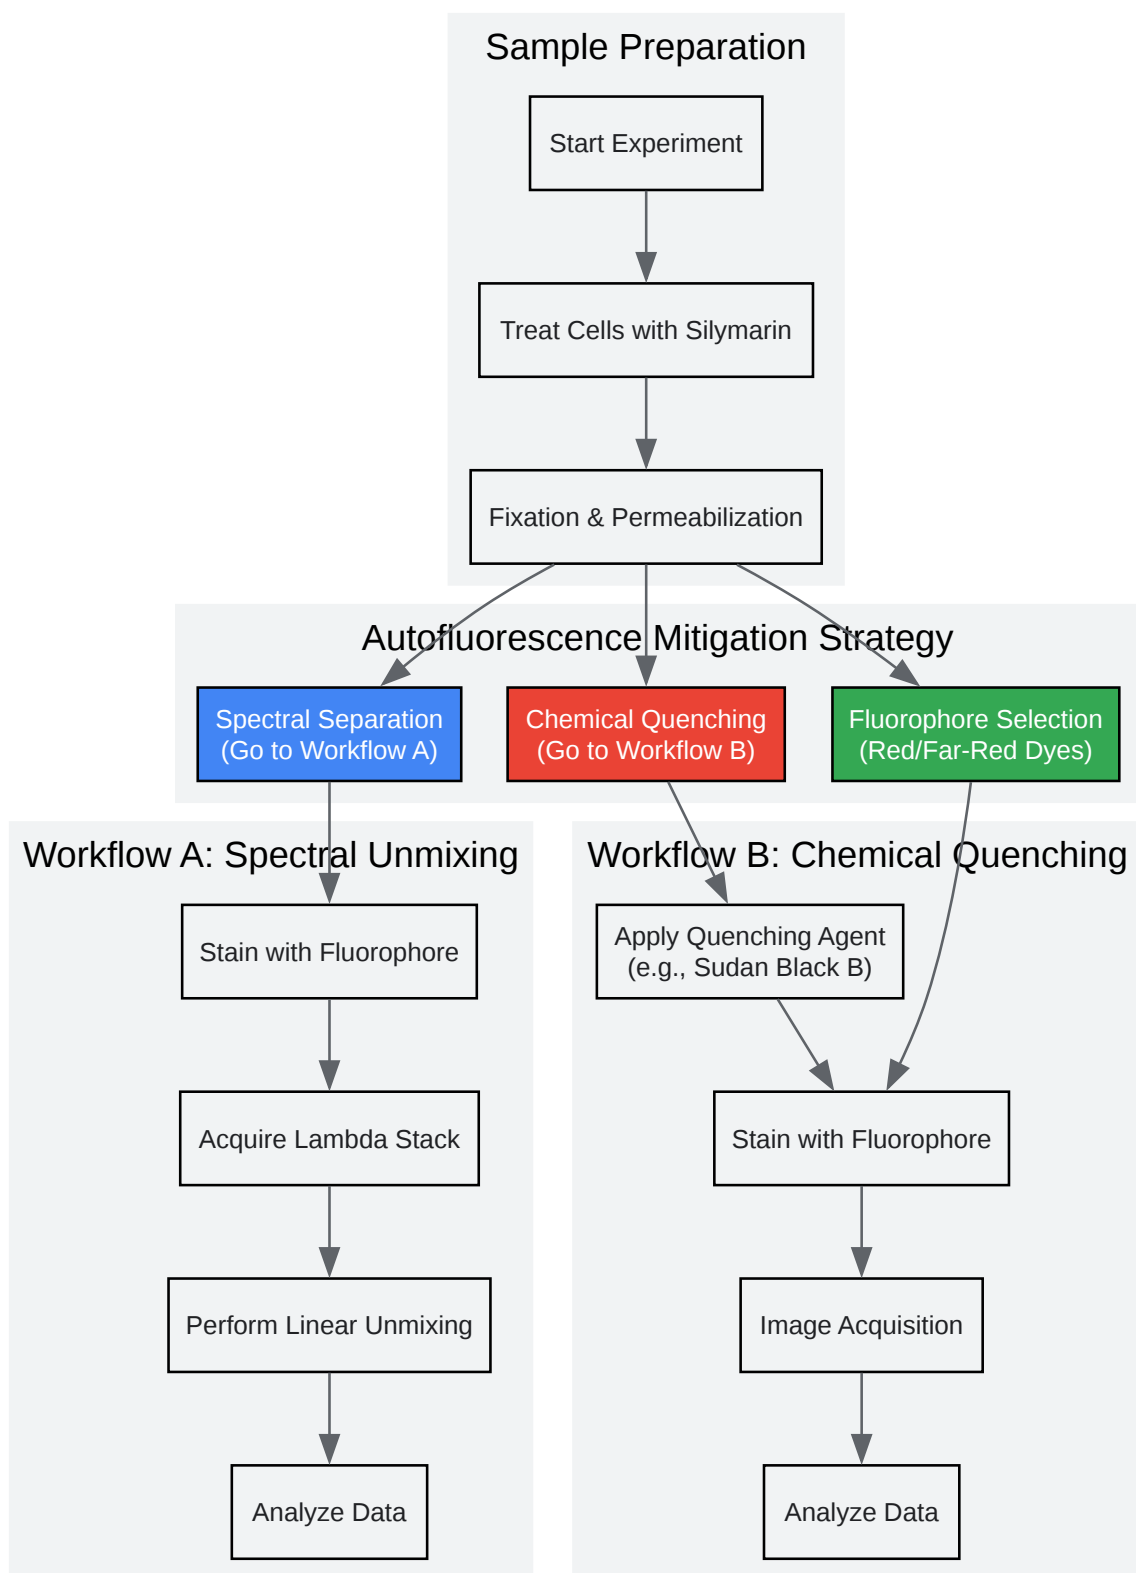 Sample Preparation
Start Experiment
Treat Cells with Silymarin
Fixation & Permeabilization
Autofluorescence Mitigation Strategy
Spectral Separation
(Go to Workflow A)
Chemical Quenching
(Go to Workflow B)
Fluorophore Selection
(Red/Far-Red Dyes)
Workflow A: Spectral Unmixing
Stain with Fluorophore
Acquire Lambda Stack
Perform Linear Unmixing
Analyze Data
Workflow B: Chemical Quenching
Apply Quenching Agent
(e.g., Sudan Black B)
Stain with Fluorophore
Image Acquisition
Analyze Data